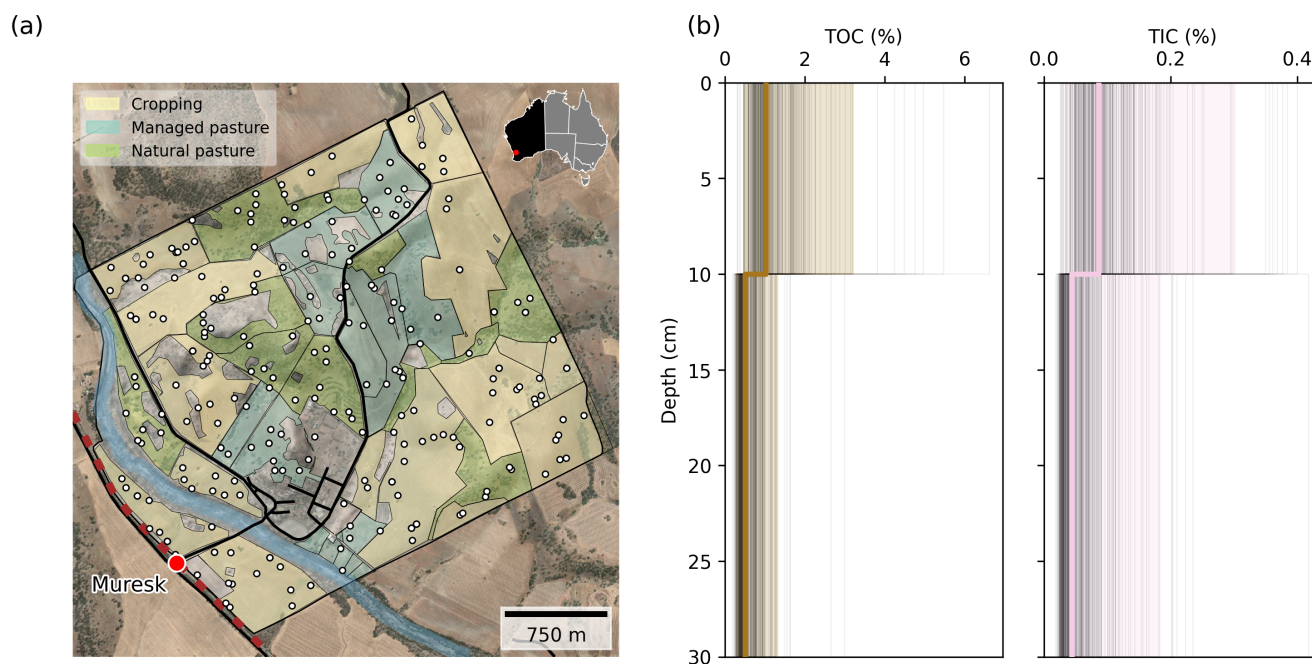 (a)
Cropping
Managed pasture
Natural pasture
Muresk
750 m
(b)
TOC (%)
0 2 4 6
TIC (%)
0.0 0.2 0.4
Depth (cm)
0
5
10
15
20
25
30